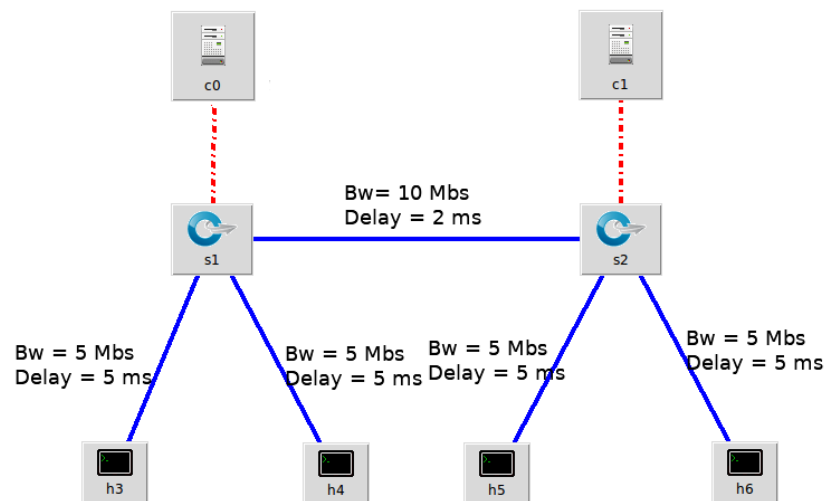 c0
c1
Bw= 10 Mbs
Delay = 2 ms
s1
s2
Bw = 5 Mbs
Delay = 5 ms
Bw = 5 Mbs
Delay = 5 ms
Bw = 5 Mbs
Delay = 5 ms
Bw = 5 Mbs
Delay = 5 ms
h3
h4
h5
h6